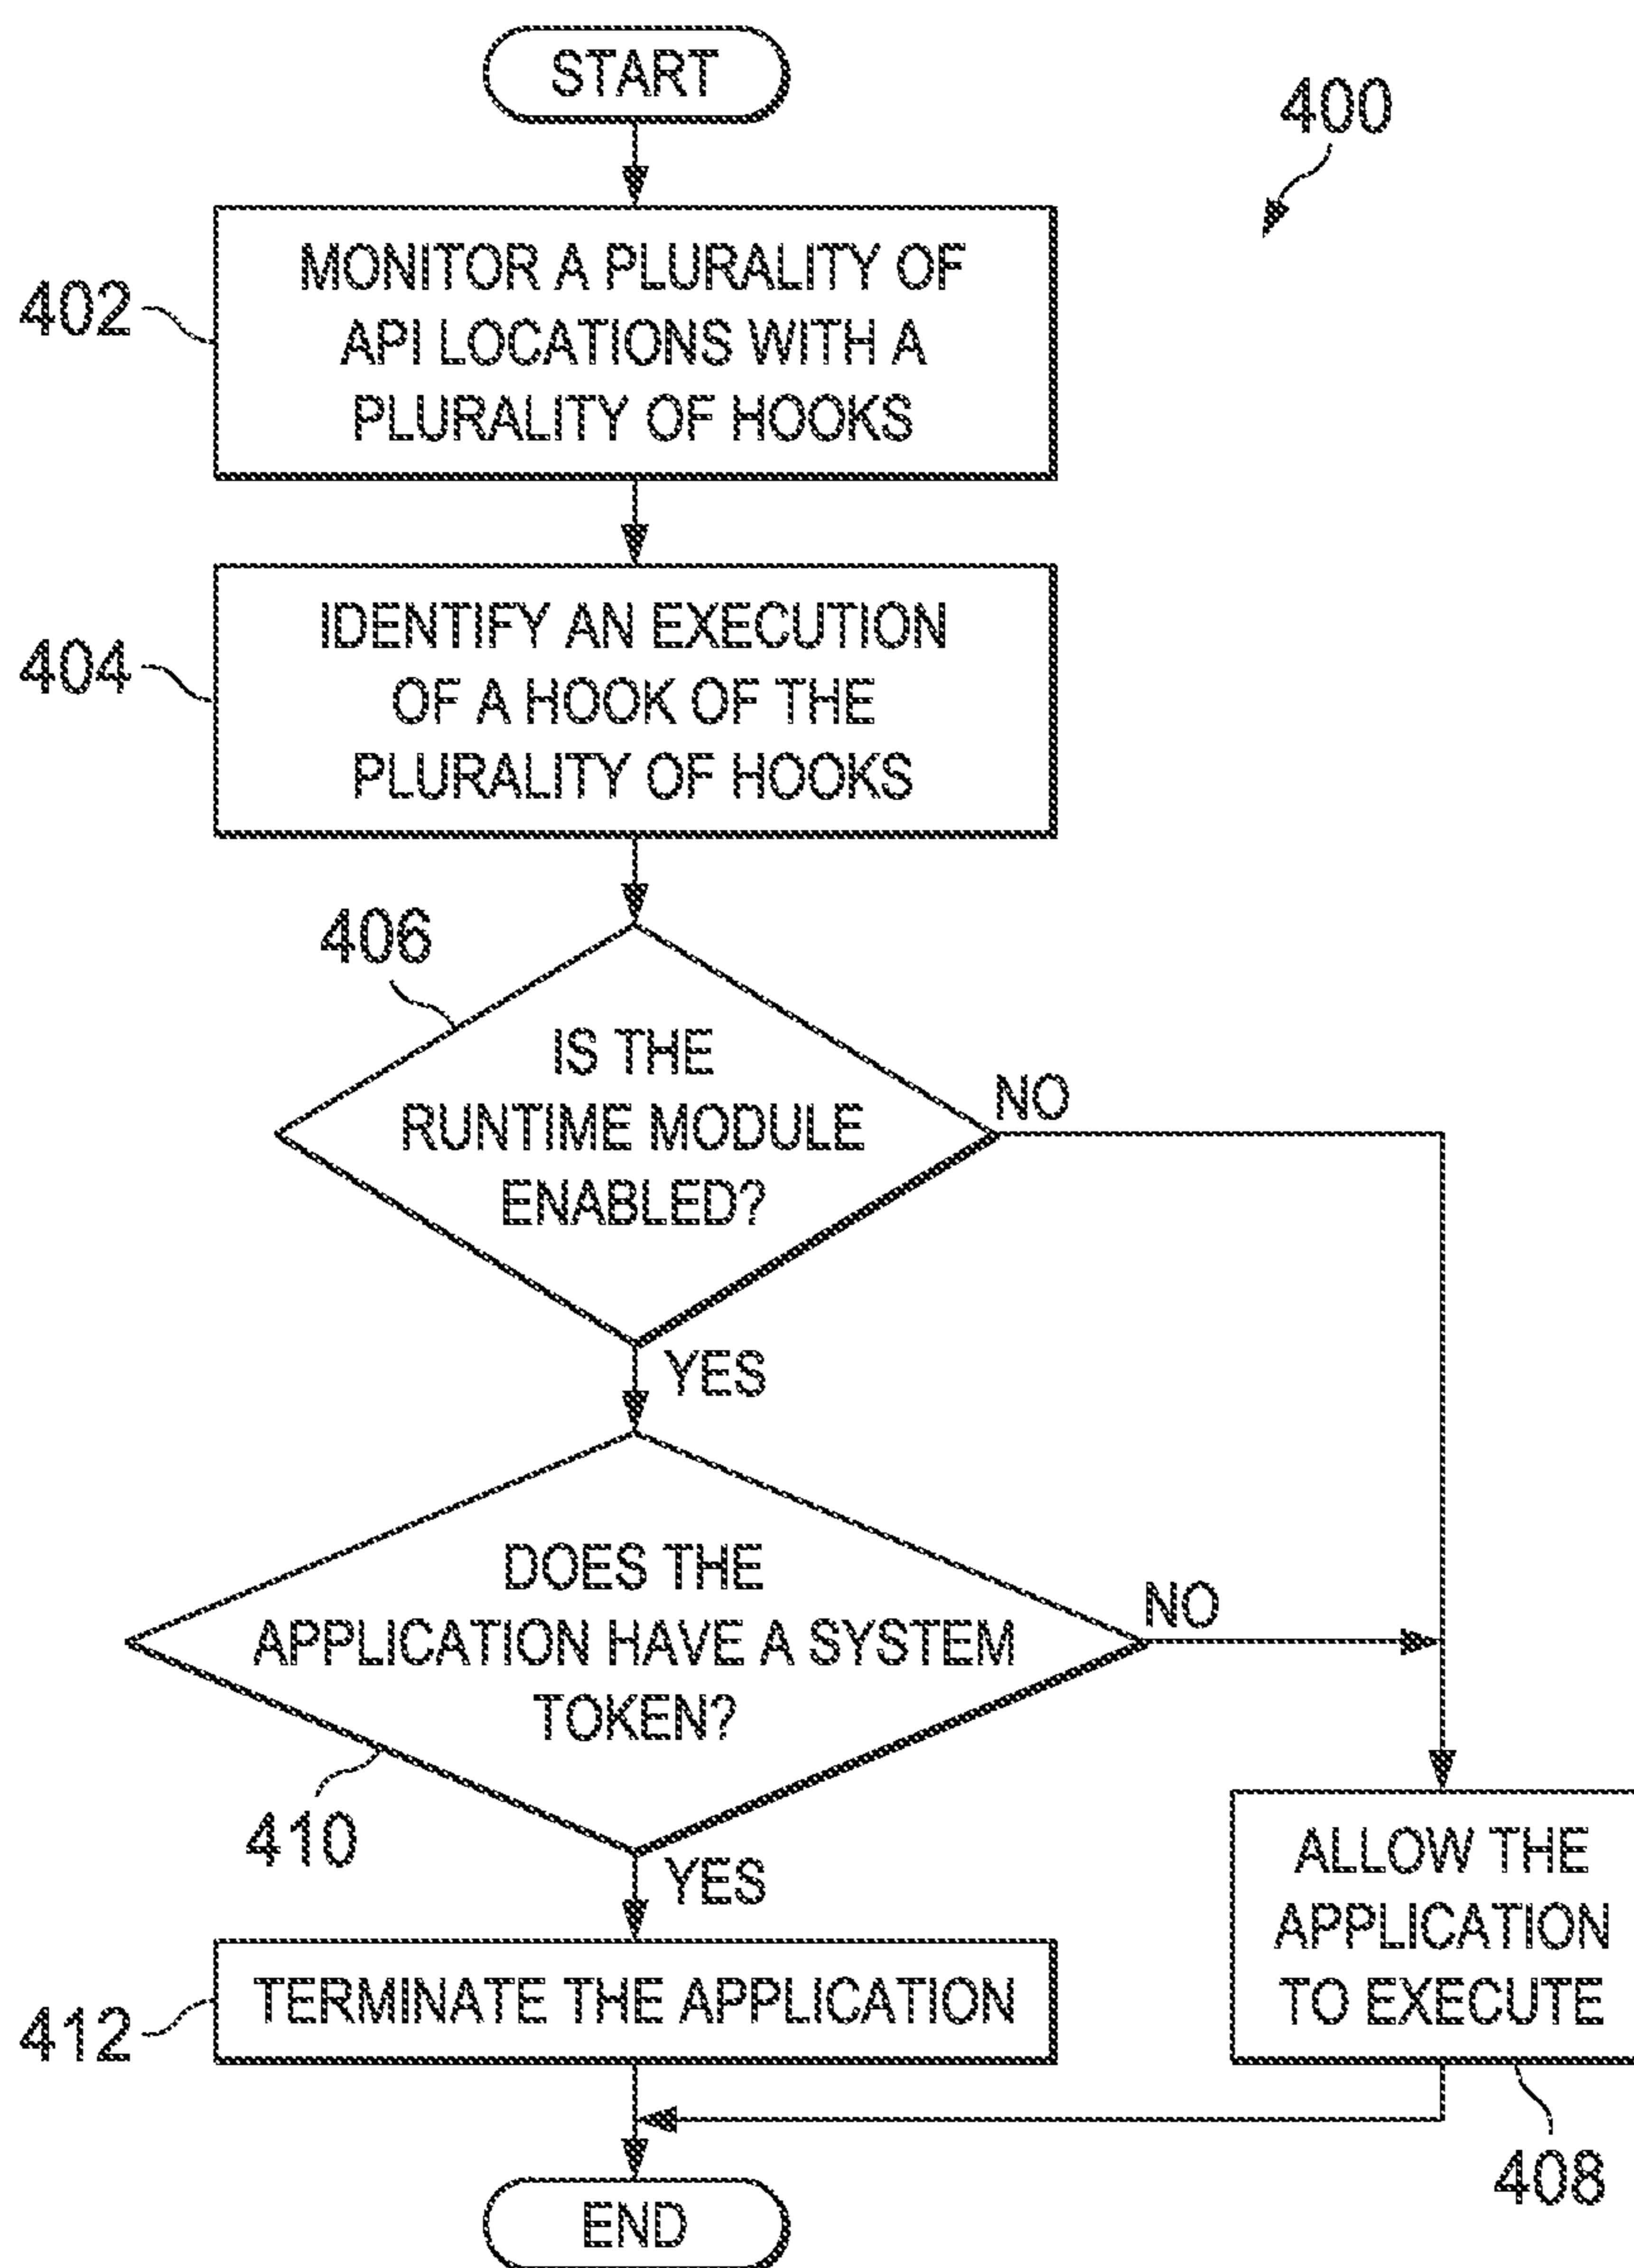 START
400
402
MONITOR A PLURALITY OF
API LOCATIONS WITH A
PLURALITY OF HOOKS
404
IDENTIFY AN EXECUTION
OF A HOOK OF THE
PLURALITY OF HOOKS
406
IS THE
RUNTIME MODULE
ENABLED?
NO
YES
DOES THE
APPLICATION HAVE A SYSTEM
TOKEN?
NO
410
YES
ALLOW THE
APPLICATION
TO EXECUTE
412
TERMINATE THE APPLICATION
408
END